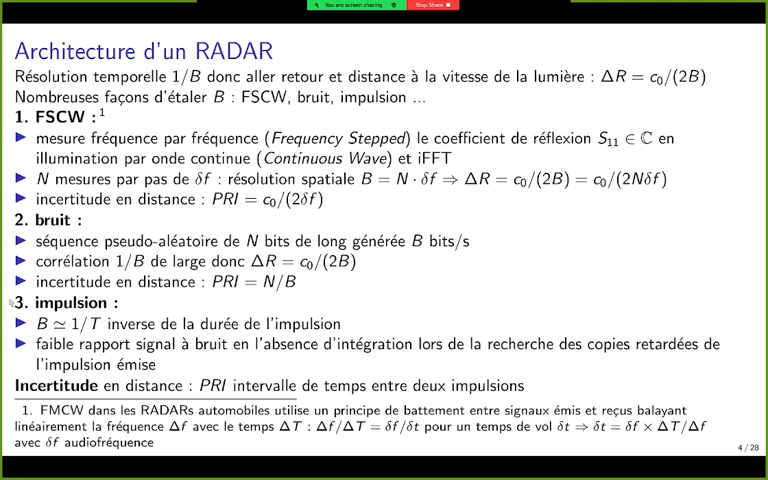 You are screen sharing
Stop Share
Architecture d'un RADAR
Résolution temporelle 1/B donc aller retour et distance à la vitesse de la lumière : ΔR = c₀/(2B)
Nombreuses façons d'étaler B : FSCW, bruit, impulsion ...
1. FSCW : ¹
▶ mesure fréquence par fréquence (Frequency Stepped) le coefficient de réflexion S₁₁ ∈ ℂ en
illumination par onde continue (Continuous Wave) et iFFT
▶ N mesures par pas de δf : résolution spatiale B = N · δf ⇒ ΔR = c₀/(2B) = c₀/(2Nδf)
▶ incertitude en distance : PRI = c₀/(2δf)
2. bruit :
▶ séquence pseudo-aléatoire de N bits de long générée B bits/s
▶ corrélation 1/B de large donc ΔR = c₀/(2B)
▶ incertitude en distance : PRI = N/B
3. impulsion :
▶ B ≃ 1/T inverse de la durée de l'impulsion
▶ faible rapport signal à bruit en l'absence d'intégration lors de la recherche des copies retardées de
l'impulsion émise
Incertitude en distance : PRI intervalle de temps entre deux impulsions
1. FMCW dans les RADARs automobiles utilise un principe de battement entre signaux émis et reçus balayant
linéairement la fréquence Δf avec le temps ΔT : Δf/ΔT = δf/δt pour un temps de vol δt ⇒ δt = δf × ΔT/Δf
avec δf audiofréquence
4 / 28